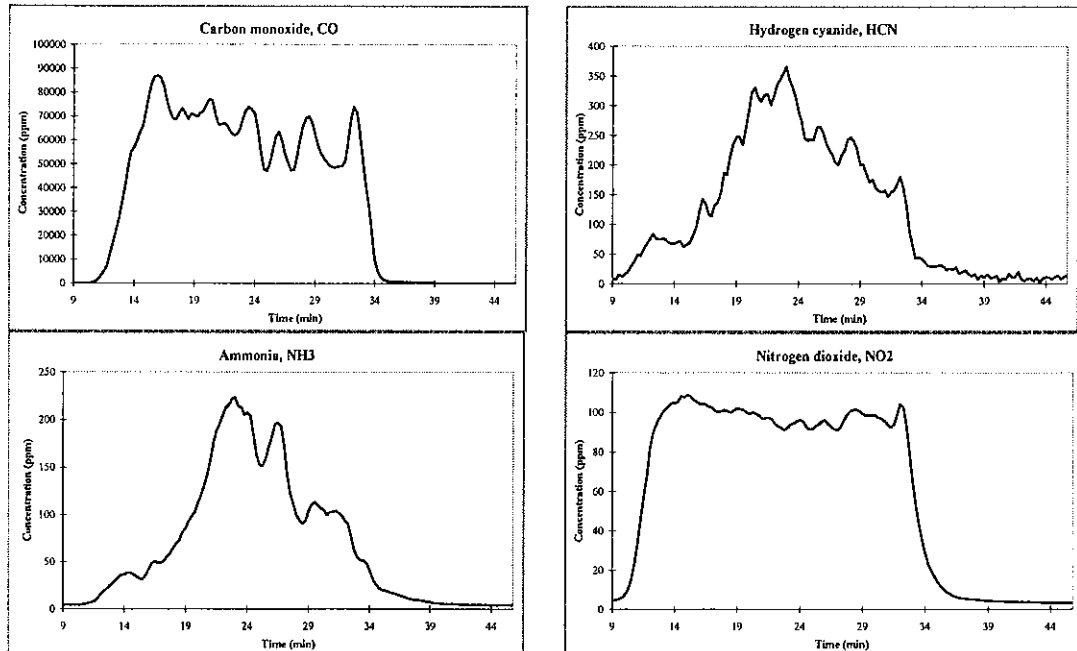 Carbon monoxide, CO
Concentration (ppm)
100000
90000
80000
70000
60000
50000
40000
30000
20000
10000
0
9 14 19 24 29 34 39 44
Time (min)
Hydrogen cyanide, HCN
Concentration (ppm)
400
350
300
250
200
150
100
50
0
9 14 19 24 29 34 39 44
Time (min)
Ammonia, NH3
Concentration (ppm)
250
200
150
100
50
0
9 14 19 24 29 34 39 44
Time (min)
Nitrogen dioxide, NO2
Concentration (ppm)
120
100
80
60
40
20
0
9 14 19 24 29 34 39 44
Time (min)